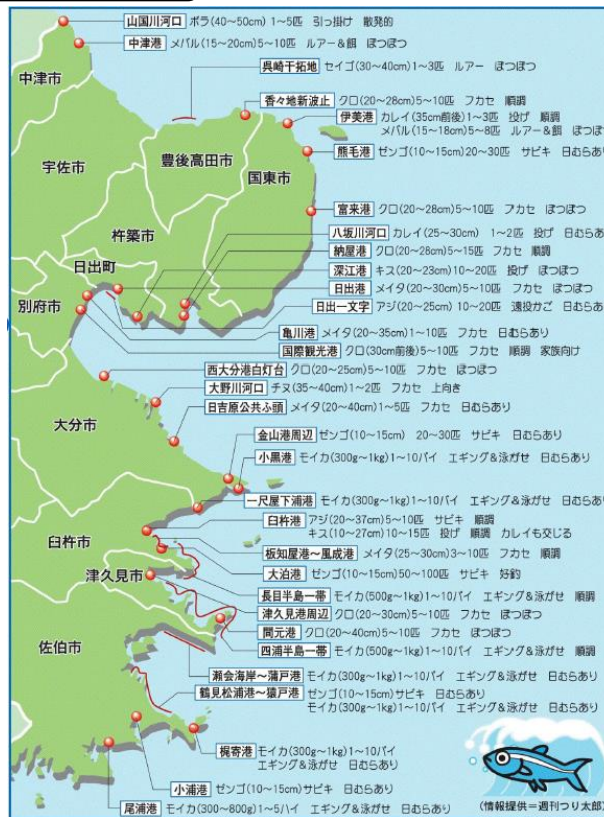 山国川河口 ボラ(40～50cm)1～5匹 引っ掛け 散発的
中津港 メバル(15～20cm)5～10匹 ルアー&餌 ぽつぽつ
呉崎干拓地 セイゴ(30～40cm)1～3匹 ルアー ぽつぽつ
香々地新波止 クロ(20～28cm)5～10匹 フカセ 順調
伊美港 カレイ(35cm前後)1～3匹 投げ 順調
メバル(15～18cm)5～8匹 ルアー&餌 ぽつぽつ
熊毛港 ゼンゴ(10～15cm)20～30匹 サビキ 日むらあり
富来港 クロ(20～28cm)5～10匹 フカセ ぽつぽつ
八坂川河口 カレイ(25～30cm) 1～2匹 投げ 日むらあり
納屋港 クロ(20～28cm)5～15匹 フカセ 順調
深江港 キス(20～23cm)10～20匹 投げ ぽつぽつ
日出港 メイタ(20～30cm)5～10匹 フカセ ぽつぽつ
日出一文字 アジ(20～25cm)10～20匹 遠投かご 日むらあり
亀川港 メイタ(20～35cm)1～10匹 フカセ 日むらあり
国際観光港 クロ(30cm前後)5～10匹 フカセ 順調 家族向け
西大分港白灯台 クロ(20～25cm)5～10匹 フカセ ぽつぽつ
大野川河口 チヌ(35～40cm)1～2匹 フカセ 上向き
日吉原公共ふ頭 メイタ(20～40cm)1～5匹 フカセ 日むらあり
金山港周辺 ゼンゴ(10～15cm) 20～30匹 サビキ 日むらあり
小黒港 モイカ(300g～1kg)1～10パイ エギング&泳がせ 日むらあり
一尺屋下浦港 モイカ(300g～1kg)1～10パイ エギング&泳がせ 日むらあり
臼杵港 アジ(20～37cm)5～10匹 サビキ 順調
キス(10～27cm)10～15匹 投げ 順調 カレイも交じる
板知屋港～風成港 メイタ(25～30cm)3～10匹 フカセ 順調
大泊港 ゼンゴ(10～15cm)50～100匹 サビキ 好釣
長目半島一帯 モイカ(500g～1kg)1～10パイ エギング&泳がせ 順調
津久見港周辺 クロ(20～30cm)5～10匹 フカセ ぽつぽつ
間元港 クロ(20～40cm)5～10匹 フカセ ぽつぽつ
四浦半島一帯 モイカ(500g～1kg)1～10パイ エギング&泳がせ 順調
瀬会海岸～蒲戸港 モイカ(300g～1kg)1～10パイ エギング&泳がせ 日むらあり
鶴見松浦港～猿戸港 ゼンゴ(10～15cm)サビキ 日むらあり
モイカ(300g～1kg)1～10パイ エギング&泳がせ 日むらあり
梶寄港 モイカ(300g～1kg)1～10パイ
エギング&泳がせ 日むらあり
小浦港 ゼンゴ(10～15cm)サビキ 日むらあり
尾浦港 モイカ(300～800g)1～5ハイ エギング&泳がせ 日むらあり
中津市
宇佐市
豊後高田市
国東市
杵築市
日出町
別府市
大分市
臼杵市
津久見市
佐伯市
(情報提供=週刊つり太郎)